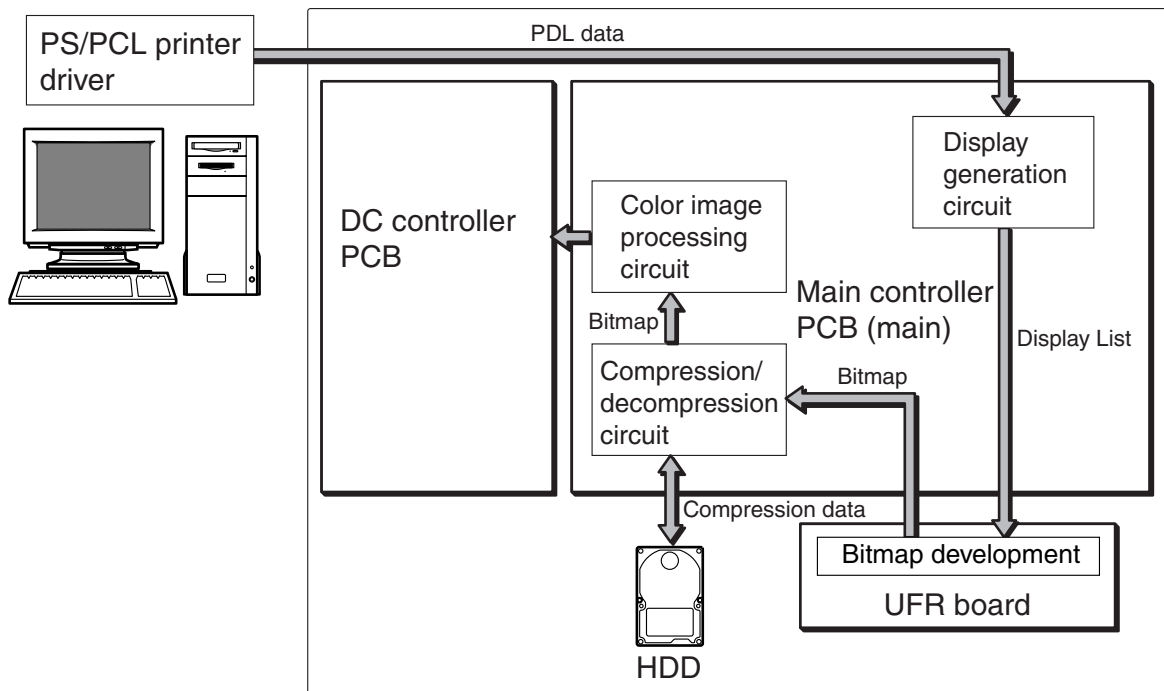 PS/PCL printer
driver
PDL data
DC controller
PCB
Color image
processing
circuit
Display
generation
circuit
Main controller
PCB (main)
Bitmap
Display List
Compression/
decompression
circuit
Bitmap
Compression data
Bitmap development
UFR board
HDD